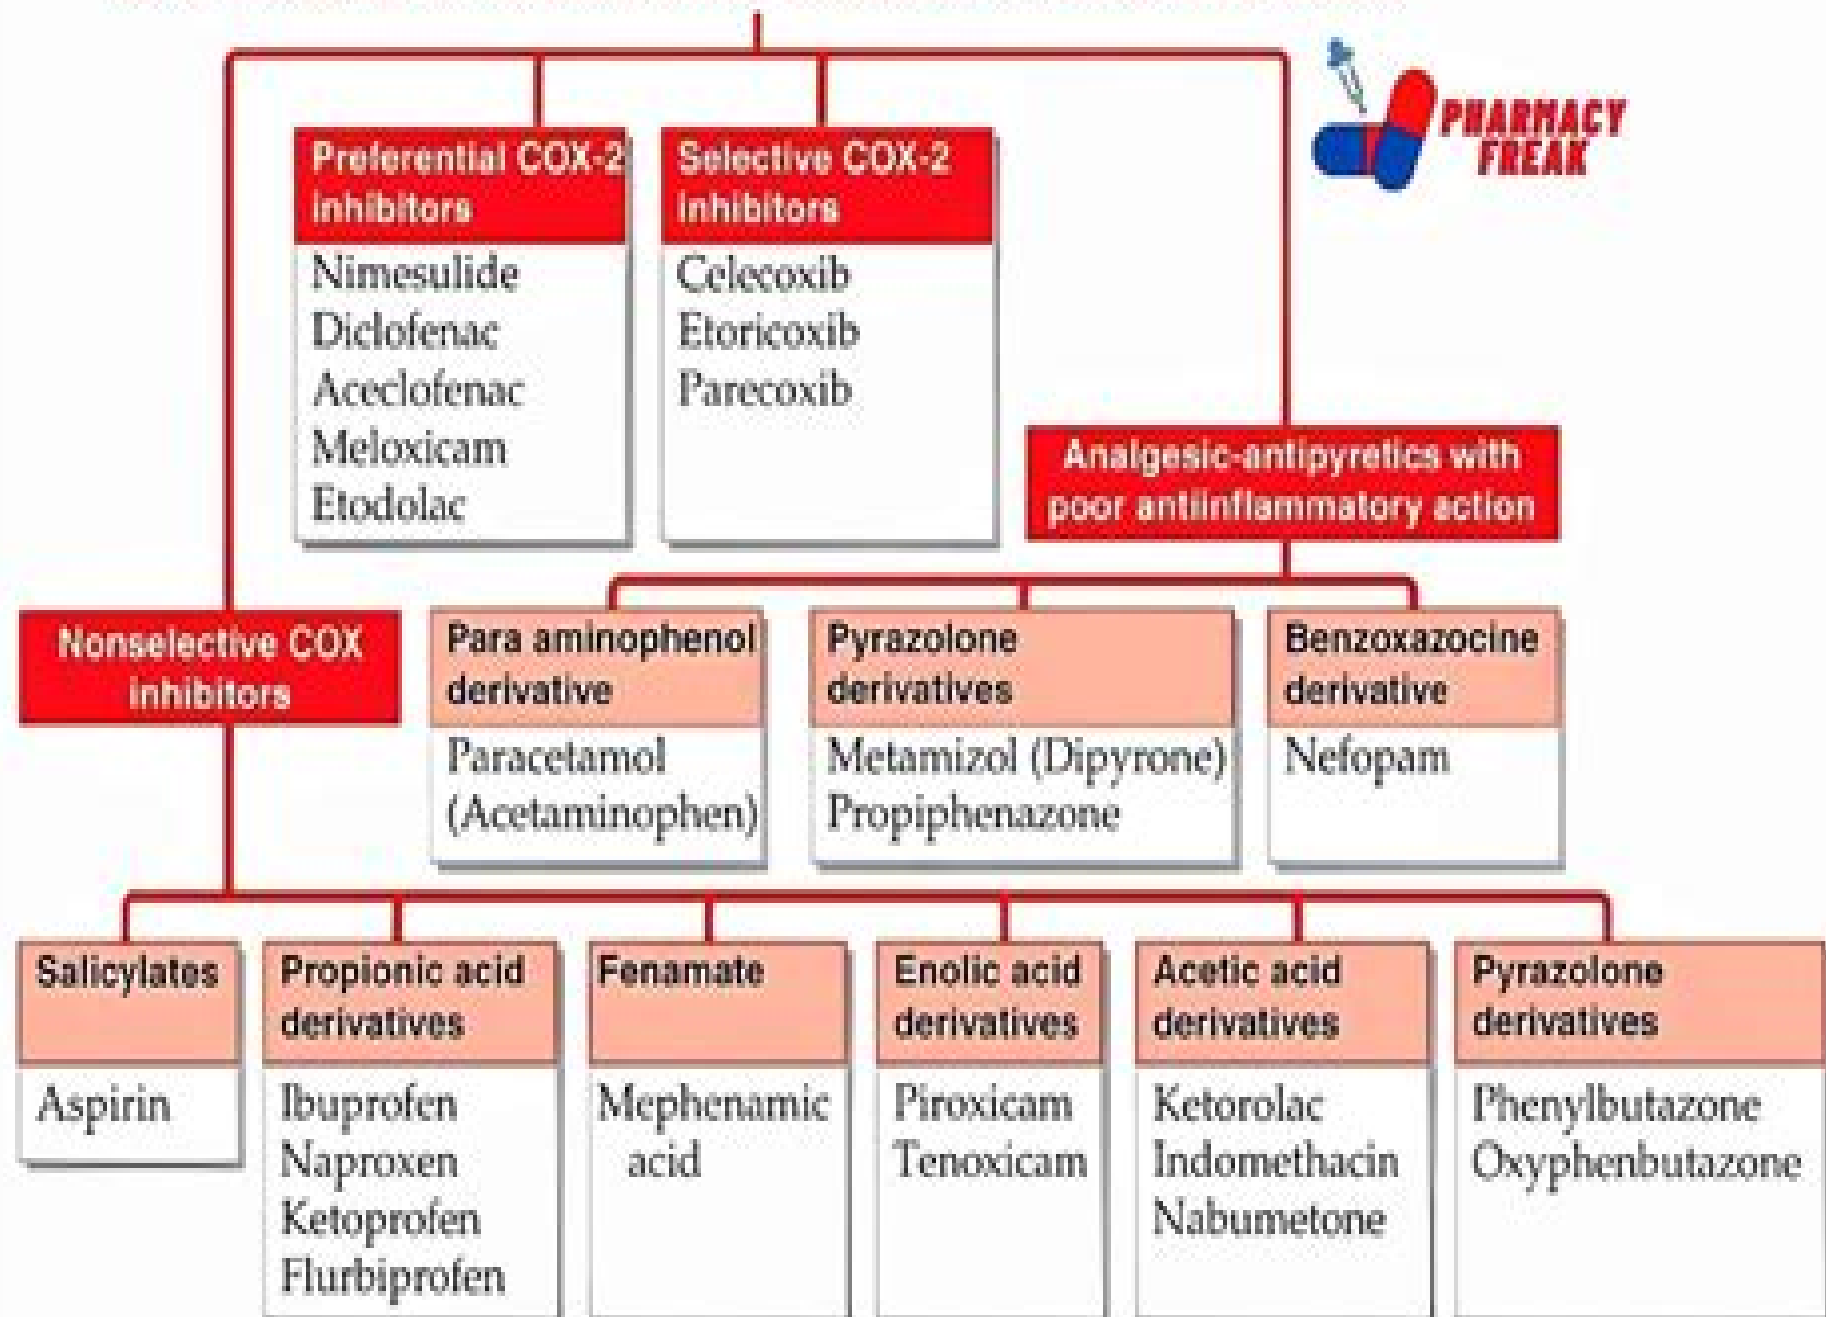 PHARMACY
FREAK
Preferential COX-2
inhibitors
Nimesulide
Diclofenac
Aceclofenac
Meloxicam
Etodolac
Selective COX-2
inhibitors
Celecoxib
Etoricoxib
Parecoxib
Analgesic-antipyretics with
poor antiinflammatory action
Nonselective COX
inhibitors
Para aminophenol
derivative
Paracetamol
(Acetaminophen)
Pyrazolone
derivatives
Metamizol (Dipyrone)
Propiphenazone
Benzoxazocine
derivative
Nefopam
Salicylates
Aspirin
Propionic acid
derivatives
Ibuprofen
Naproxen
Ketoprofen
Flurbiprofen
Fenamate
Mephenamic
acid
Enolic acid
derivatives
Piroxicam
Tenoxicam
Acetic acid
derivatives
Ketorolac
Indomethacin
Nabumetone
Pyrazolone
derivatives
Phenylbutazone
Oxyphenbutazone